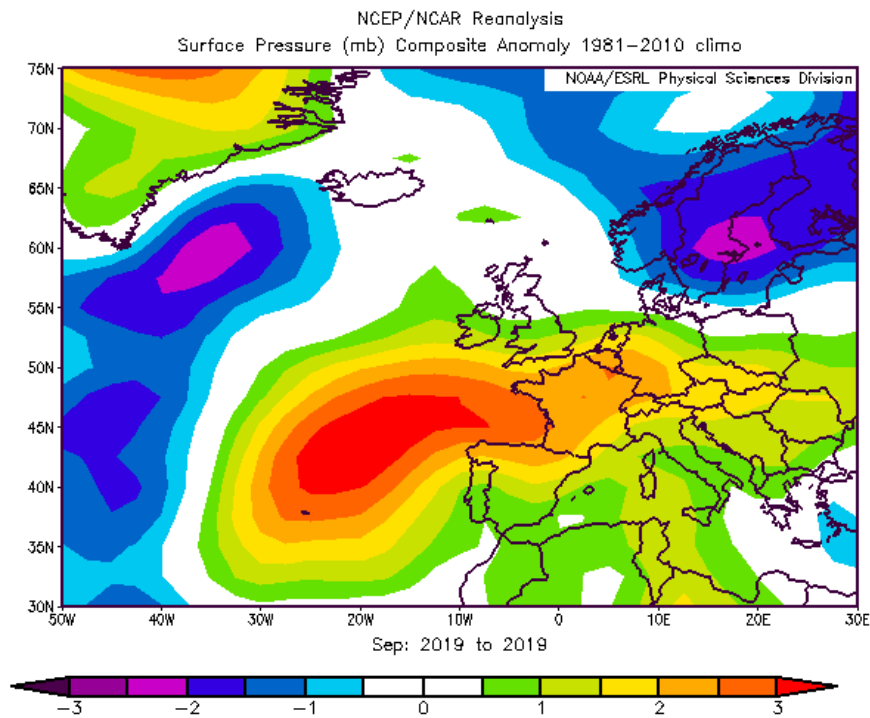 NCEP/NCAR Reanalysis
Surface Pressure (mb) Composite Anomaly 1981−2010 climo
NOAA/ESRL Physical Sciences Division
75N
70N
65N
60N
55N
50N
45N
40N
35N
30N
50W 40W 30W 20W 10W 0 10E 20E 30E
Sep: 2019 to 2019
−3 −2 −1 0 1 2 3